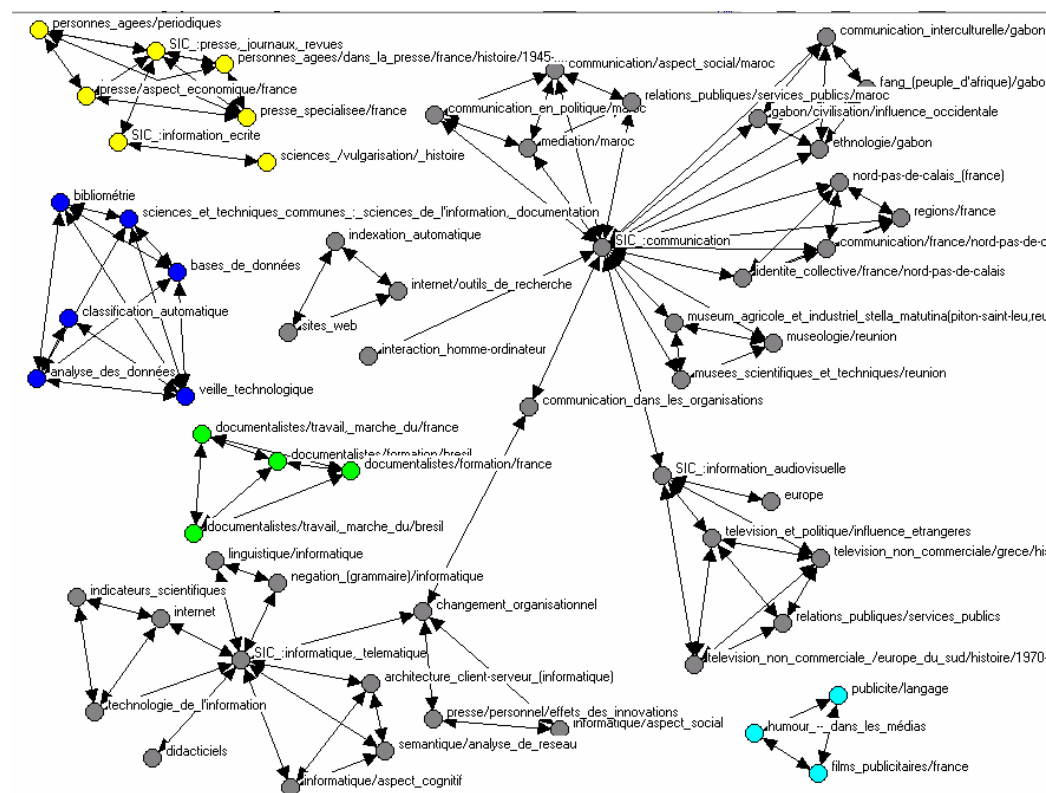 personnes_agees/periodiques
SIC_:presse,_journaux,_revues
personnes_agees/dans_la_presse/france/histoire/1945-....
presse/aspect_economique/france
presse_specialisee/france
SIC_:information_ecrite
sciences_/vulgarisation/_histoire
communication/aspect_social/maroc
communication_en_politique/maroc
relations_publiques/services_publics/maroc
mediation/maroc
communication_interculturelle/gabon
fang_(peuple_d'afrique)/gabo
gabon/civilisation/influence_occidentale
ethnologie/gabon
nord-pas-de-calais_(france)
regions/france
SIC_:communication
communication/france/nord-pas-de-c
identite_collective/france/nord-pas-de-calais
bibliométrie
sciences_et_techniques_communes_:_sciences_de_l'information,_documentation
bases_de_données
classification_automatique
analyse_des_données
veille_technologique
indexation_automatique
internet/outils_de_recherche
sites_web
interaction_homme-ordinateur
museum_agricole_et_industriel_stella_matutina(piton-saint-leu,reu
museologie/reunion
musees_scientifiques_et_techniques/reunion
communication_dans_les_organisations
documentalistes/travail,_marche_du/france
documentalistes/formation/bresil
documentalistes/formation/france
documentalistes/travail,_marche_du/bresil
SIC_:information_audiovisuelle
europe
television_et_politique/influence_etrangeres
television_non_commerciale/grece/his
relations_publiques/services_publics
television_non_commerciale_/europe_du_sud/histoire/1970-
linguistique/informatique
negation_(grammaire)/informatique
indicateurs_scientifiques
internet
changement_organisationnel
SIC_:informatique,_telematique
architecture_client-serveur_(informatique)
technologie_de_l'information
presse/personnel/effets_des_innovations
informatique/aspect_social
didacticiels
semantique/analyse_de_reseau
informatique/aspect_cognitif
publicite/langage
humour_--_dans_les_médias
films_publicitaires/france